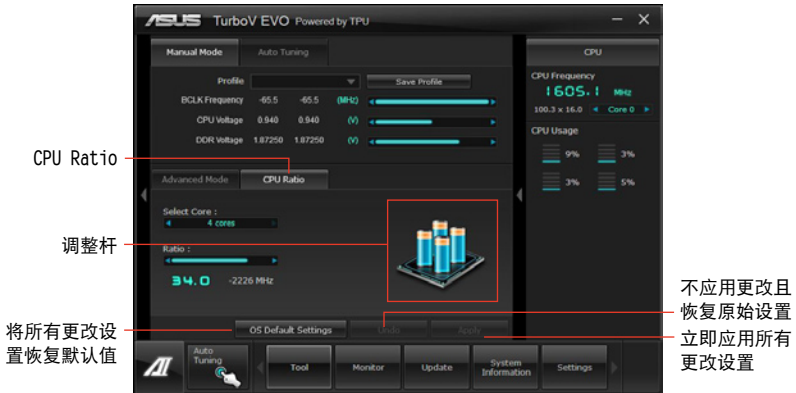 ASUS TurboV EVO Powered by TPU
Manual Mode Auto Tuning
Profile Save Profile
BCLK Frequency -65.5 -65.5 (MHz)
CPU Voltage 0.940 0.940 (V)
DDR Voltage 1.87250 1.87250 (V)
CPU
CPU Frequency
1605.1 MHz
100.3 x 16.0 Core 0
CPU Usage
9% 3%
3% 5%
CPU Ratio
Advanced Mode CPU Ratio
Select Core :
4 cores
调整杆
Ratio :
34.0 -2226 MHz
不应用更改且
恢复原始设置
将所有更改设
置恢复默认值
OS Default Settings Undo Apply
立即应用所有
更改设置
AI
Auto
Tuning
Tool Monitor Update
System
Information
Settings